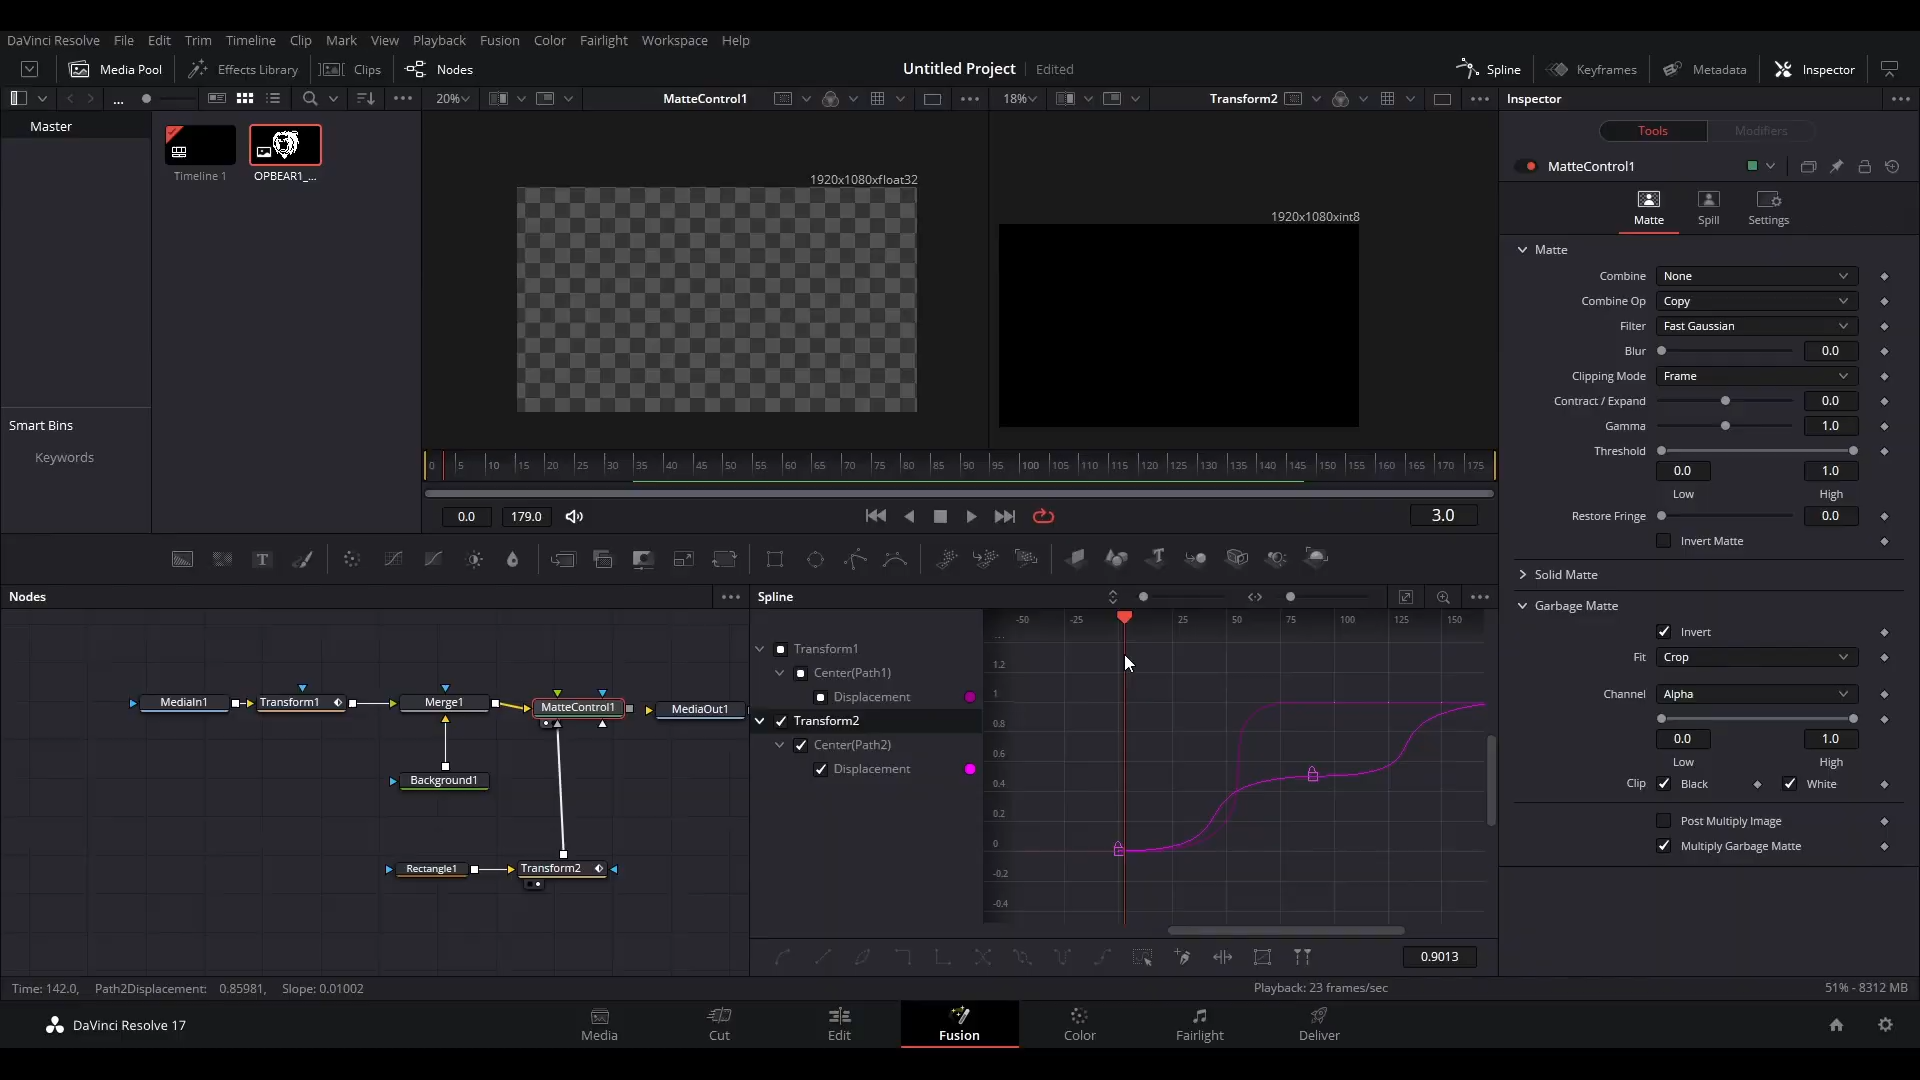 DaVinci Resolve File Edit Trim Timeline Clip Mark View Playback Fusion Color Fairlight Workspace Help
Media Pool Effects Library Clips Nodes Untitled Project Edited Spline Keyframes Metadata Inspector
... 20% MatteControl1 18% Transform2 Inspector
Master
Timeline 1 OPBEAR1_...
Smart Bins
Keywords
1920x1080xfloat32
1920x1080xint8
0 5 10 15 20 25 30 35 40 45 50 55 60 65 70 75 80 85 90 95 100 105 110 115 120 125 130 135 140 145 150 155 160 165 170 175
0.0 179.0 3.0
Tools Modifiers
MatteControl1
Matte Spill Settings
Matte
Combine None
Combine Op Copy
Filter Fast Gaussian
Blur 0.0
Clipping Mode Frame
Contract / Expand 0.0
Gamma 1.0
Threshold
0.0 1.0
Low High
Restore Fringe 0.0
Invert Matte
Solid Matte
Garbage Matte
Invert
Fit Crop
Channel Alpha
0.0 1.0
Low High
Clip Black White
Post Multiply Image
Multiply Garbage Matte
T T
Nodes
MediaIn1 Transform1 Merge1 MatteControl1 MediaOut1
Background1
Rectangle1 Transform2
Spline
Transform1
Center(Path1)
Displacement
Transform2
Center(Path2)
Displacement
-50 -25 25 50 75 100 125 150
1.2
1
0.8
0.6
0.4
0.2
0
-0.2
-0.4
0.9013
Time: 142.0, Path2Displacement: 0.85981, Slope: 0.01002 Playback: 23 frames/sec 51% - 8312 MB
DaVinci Resolve 17 Media Cut Edit Fusion Color Fairlight Deliver